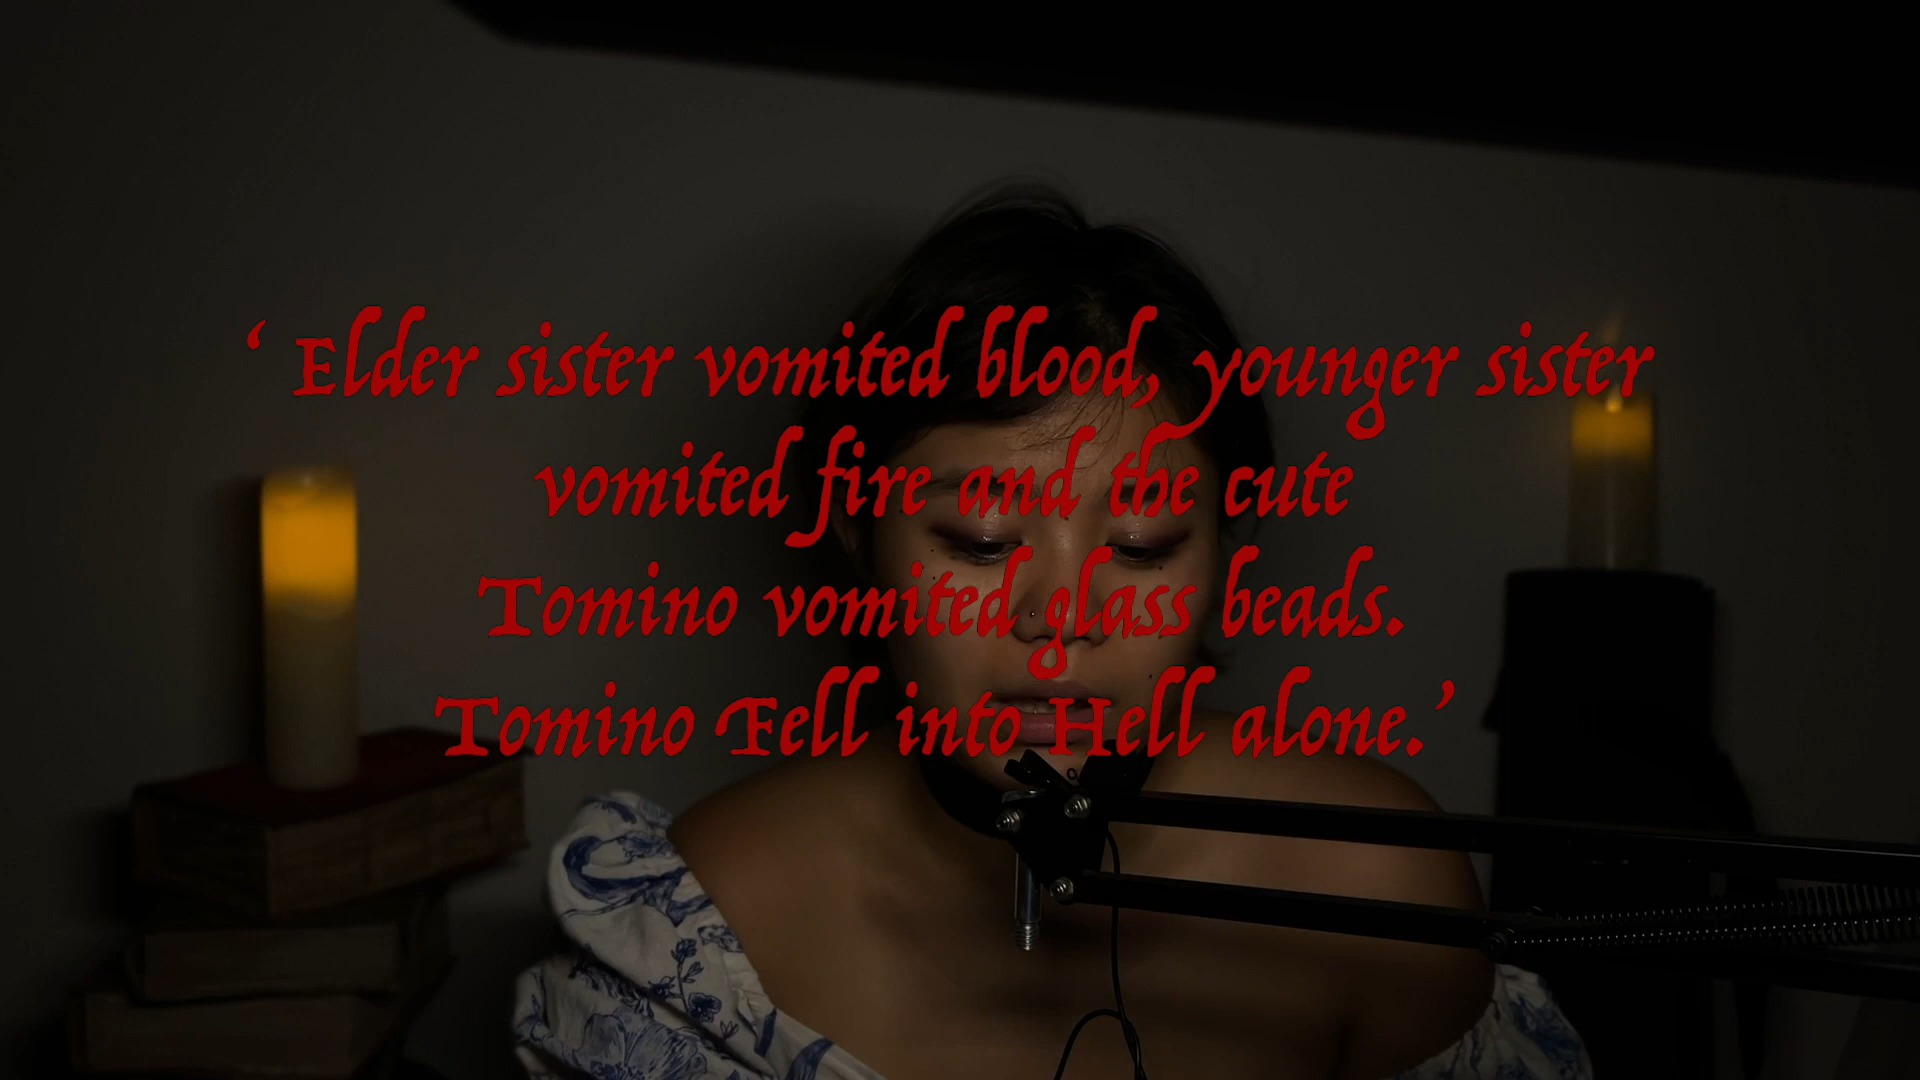 ‘ Elder sister vomited blood, younger sister
vomited fire and the cute
Tomino vomited glass beads.
Tomino Fell into Hell alone.’